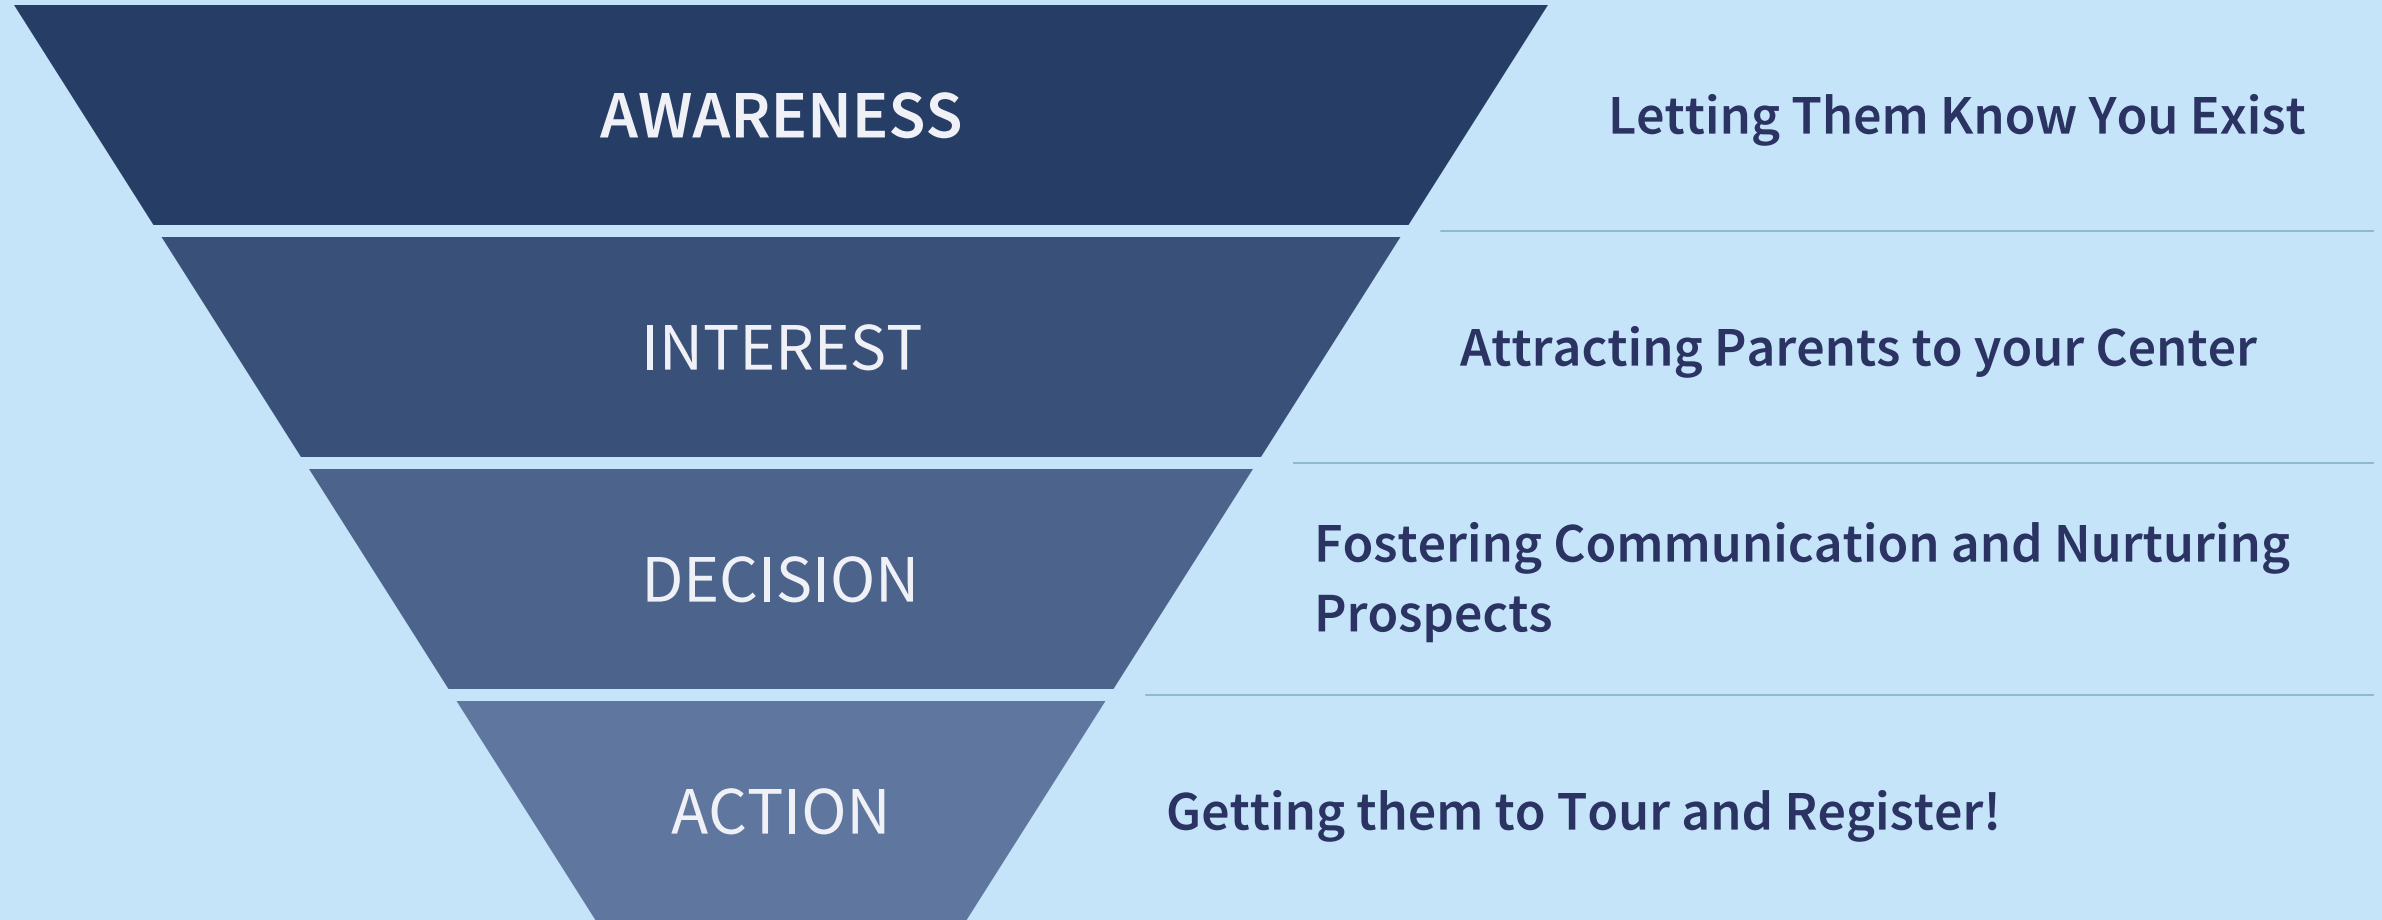 AWARENESS
Letting Them Know You Exist
INTEREST
Attracting Parents to your Center
DECISION
Fostering Communication and Nurturing
Prospects
ACTION
Getting them to Tour and Register!